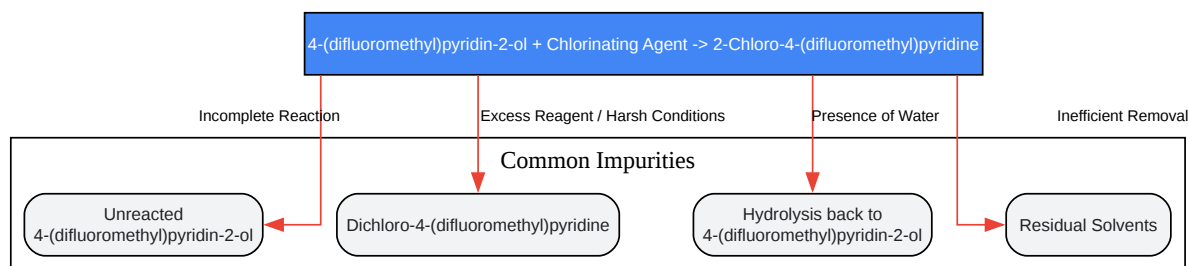 4-(difluoromethyl)pyridin-2-ol + Chlorinating Agent -> 2-Chloro-4-(difluoromethyl)pyridine
Incomplete Reaction
Excess Reagent / Harsh Conditions
Presence of Water
Inefficient Removal
Common Impurities
Unreacted
4-(difluoromethyl)pyridin-2-ol
Dichloro-4-(difluoromethyl)pyridine
Hydrolysis back to
4-(difluoromethyl)pyridin-2-ol
Residual Solvents